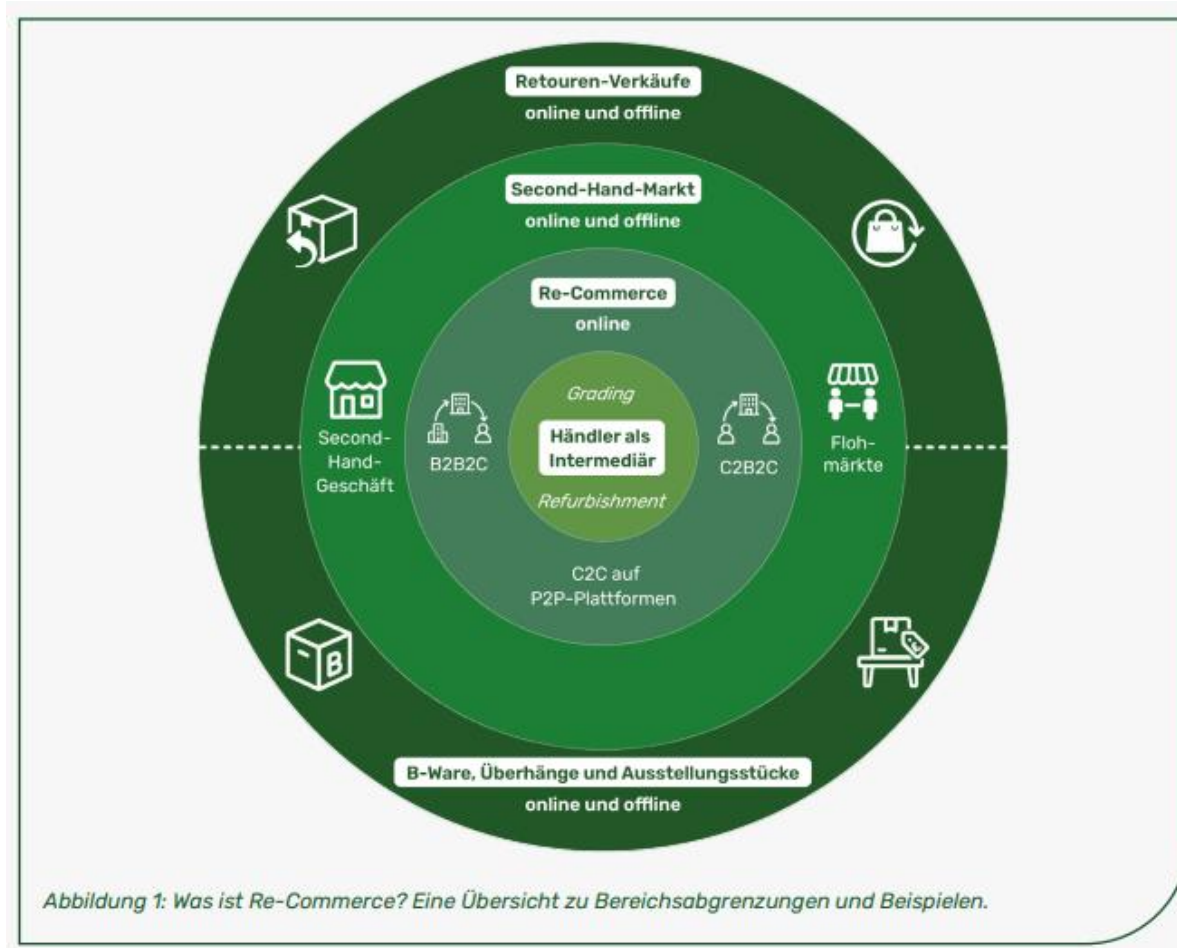 Retouren-Verkäufe
online und offline
Second-Hand-Markt
online und offline
Re-Commerce
online
Grading
Händler als
Intermediär
Refurbishment
B2B2C
C2B2C
Second-
Hand-
Geschäft
Floh-
märkte
C2C auf
P2P-Plattformen
B
B-Ware, Überhänge und Ausstellungsstücke
online und offline
Abbildung 1: Was ist Re-Commerce? Eine Übersicht zu Bereichsabgrenzungen und Beispielen.